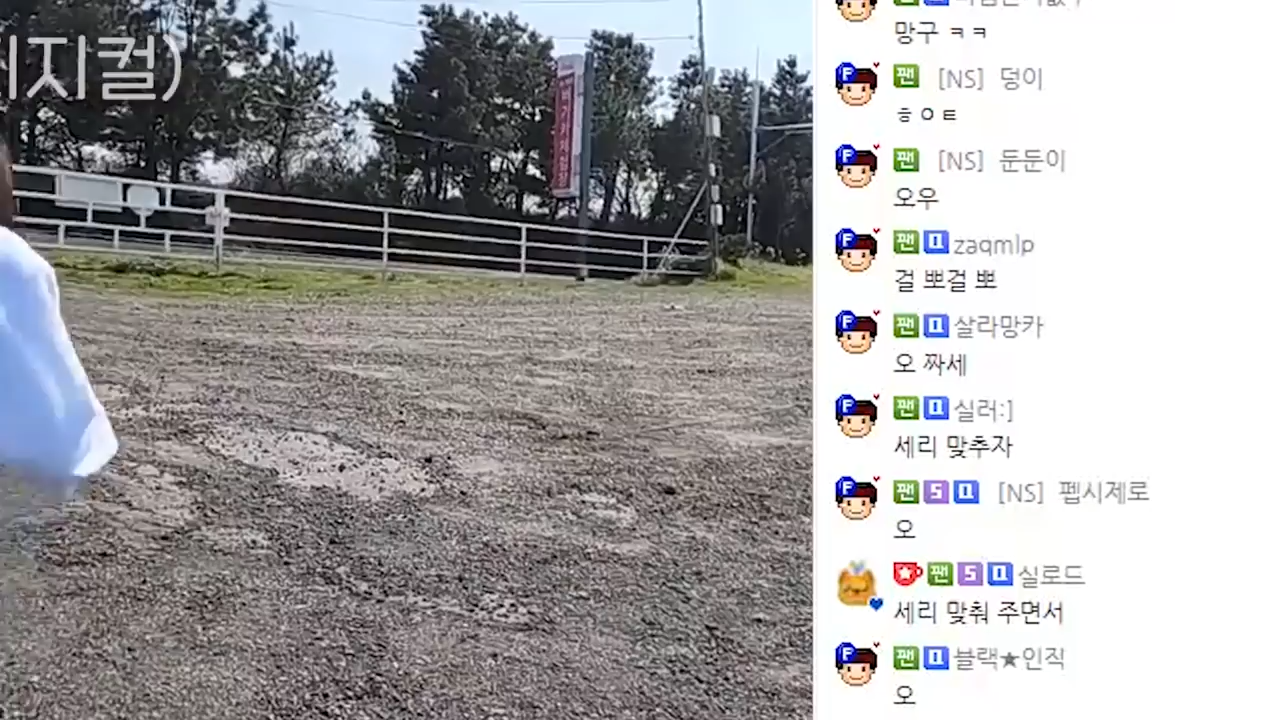 지컬)
망구 ㅋㅋ
팬 [NS] 덩이
ㅎㅇㅌ
팬 [NS] 둔둔이
오우
팬 zaqmlp
걸 뽀걸 뽀
팬 살라망카
오 짜세
팬 실러:]
세리 맞추자
팬 S [NS] 펩시제로
오
팬 S 실로드
세리 맞춰 주면서
팬 블랙★인직
오